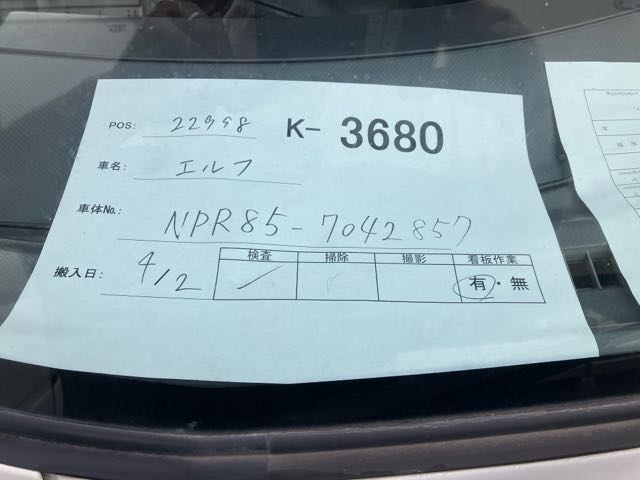 POS: 22998 K- 3680
車名: エルフ
車体No.: NPR85-7042857
搬入日: 4/2
検査 掃除 撮影 看板作業
有・無